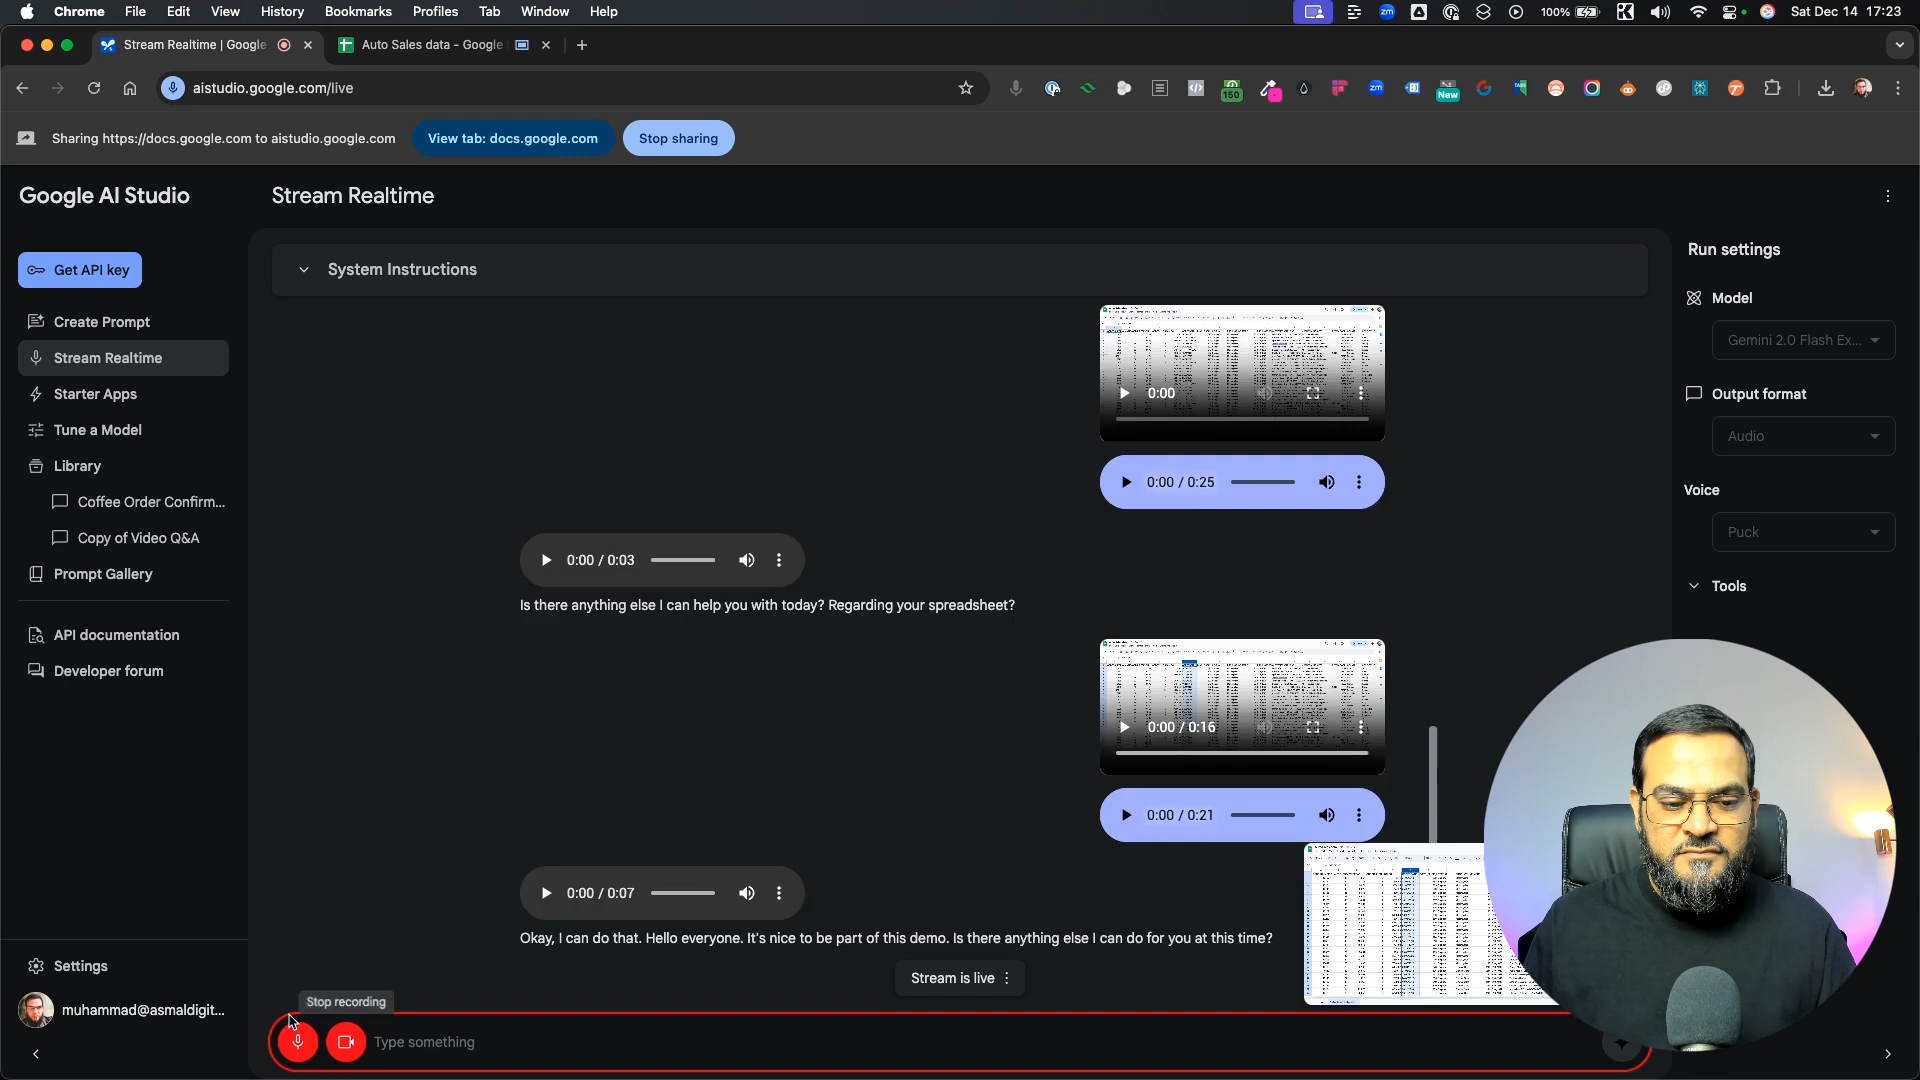 Chrome File Edit View History Bookmarks Profiles Tab Window Help
100%
Sat Dec 14 17:23
Stream Realtime | Google
Auto Sales data - Google
aistudio.google.com/live
150
New
Sharing https://docs.google.com to aistudio.google.com
View tab: docs.google.com
Stop sharing
Google AI Studio
Stream Realtime
Get API key
System Instructions
Run settings
Create Prompt
Model
Stream Realtime
Gemini 2.0 Flash Ex...
Starter Apps
0:00
Output format
Tune a Model
Audio
Library
0:00 / 0:25
Voice
Coffee Order Confirm...
Copy of Video Q&A
Puck
Prompt Gallery
0:00 / 0:03
Tools
Is there anything else I can help you with today? Regarding your spreadsheet?
API documentation
Developer forum
0:00 / 0:16
0:00 / 0:21
0:00 / 0:07
Okay, I can do that. Hello everyone. It's nice to be part of this demo. Is there anything else I can do for you at this time?
Settings
Stream is live
Stop recording
muhammad@asmaldigit...
Type something